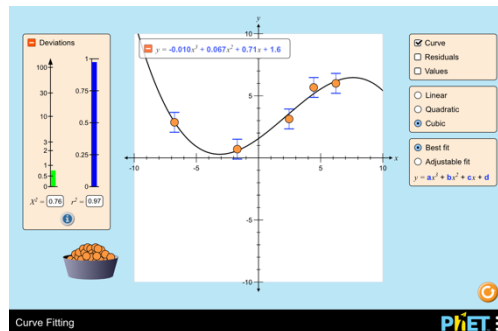 Deviations
100
30
10
3
2
1
0.5
0
1
0.75
0.5
0.25
0
X² = 0.76
r² = 0.97
i
y = -0.010x³ + 0.067x² + 0.71x + 1.6
y
10
5
-10
-5
0
5
10
x
-5
-10
Curve
Residuals
Values
Linear
Quadratic
Cubic
Best fit
Adjustable fit
y = ax³ + bx² + cx + d
Curve Fitting
PhET